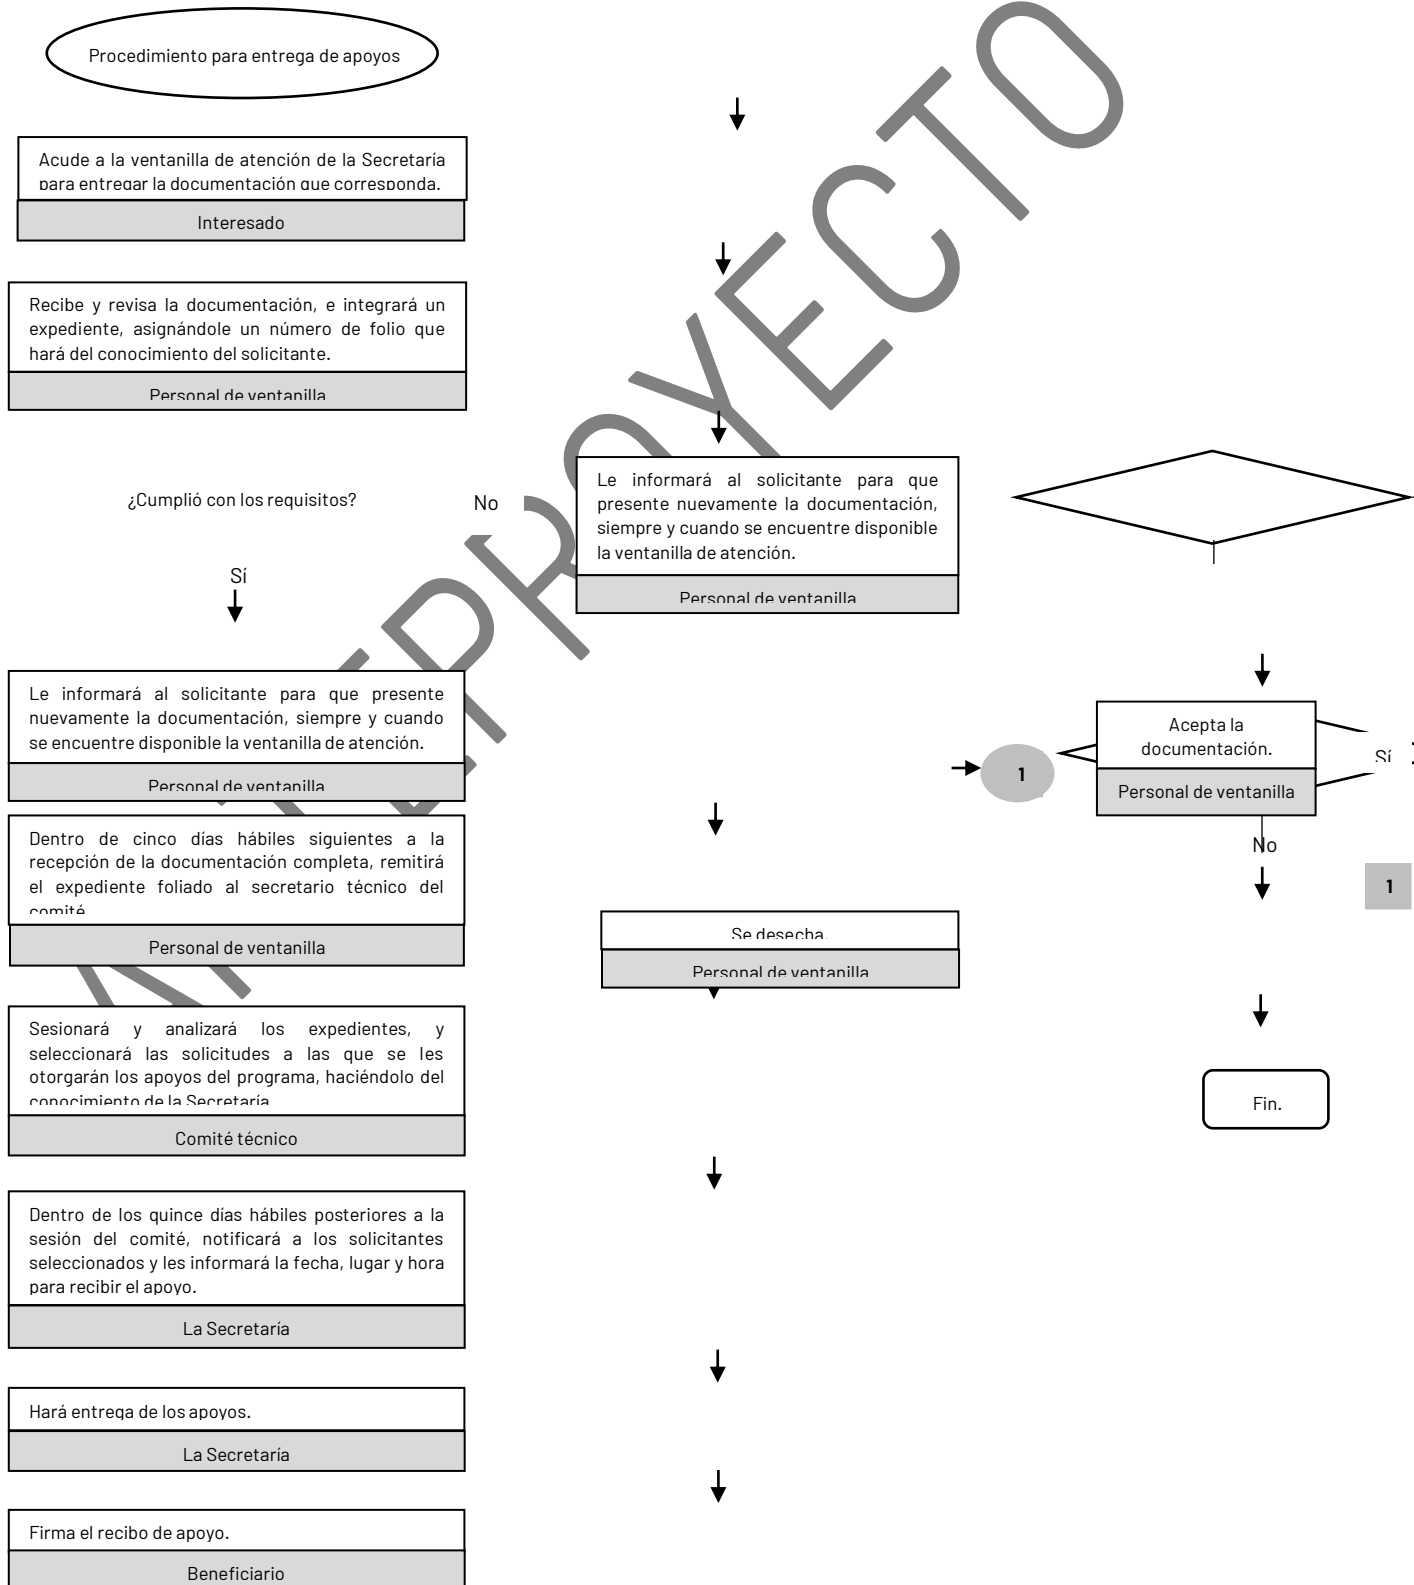 Procedimiento para entrega de apoyos
Acude a la ventanilla de atención de la Secretaría
para entregar la documentación que corresponda.
Interesado
Recibe y revisa la documentación, e integrará un
expediente, asignándole un número de folio que
hará del conocimiento del solicitante.
Personal de ventanilla
¿Cumplió con los requisitos?
No
Sí
Le informará al solicitante para que
presente nuevamente la documentación,
siempre y cuando se encuentre disponible
la ventanilla de atención.
Personal de ventanilla
Le informará al solicitante para que presente
nuevamente la documentación, siempre y cuando
se encuentre disponible la ventanilla de atención.
Personal de ventanilla
1
Acepta la
documentación.
Personal de ventanilla
Sí
No
1
Dentro de cinco días hábiles siguientes a la
recepción de la documentación completa, remitirá
el expediente foliado al secretario técnico del
comité.
Personal de ventanilla
Se desecha.
Personal de ventanilla
Sesionará y analizará los expedientes, y
seleccionará las solicitudes a las que se les
otorgarán los apoyos del programa, haciéndolo del
conocimiento de la Secretaría
Comité técnico
Fin.
Dentro de los quince días hábiles posteriores a la
sesión del comité, notificará a los solicitantes
seleccionados y les informará la fecha, lugar y hora
para recibir el apoyo.
La Secretaría
Hará entrega de los apoyos.
La Secretaría
Firma el recibo de apoyo.
Beneficiario
ANTEPROYECTO